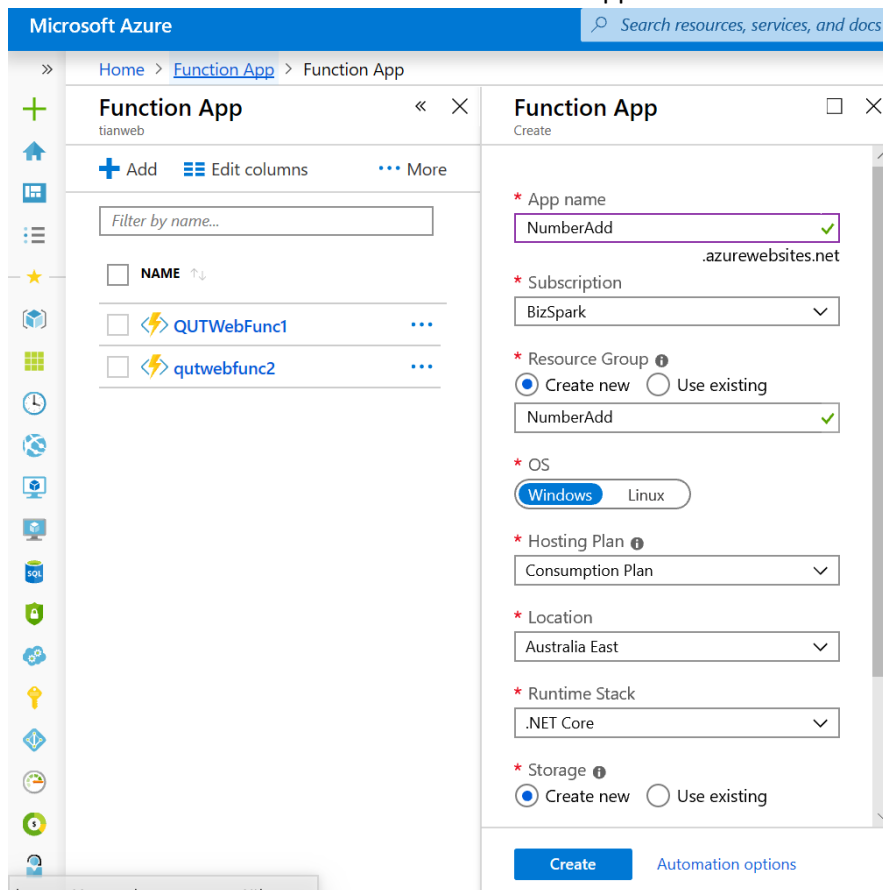 Microsoft Azure
Search resources, services, and docs
Home > Function App > Function App
Function App
tianweb
Add Edit columns ··· More
Filter by name...
NAME
QUTWebFunc1 ···
qutwebfunc2 ···
Function App
Create
* App name
NumberAdd
.azurewebsites.net
* Subscription
BizSpark
* Resource Group
Create new Use existing
NumberAdd
* OS
Windows Linux
* Hosting Plan
Consumption Plan
* Location
Australia East
* Runtime Stack
.NET Core
* Storage
Create new Use existing
Create Automation options
SQL